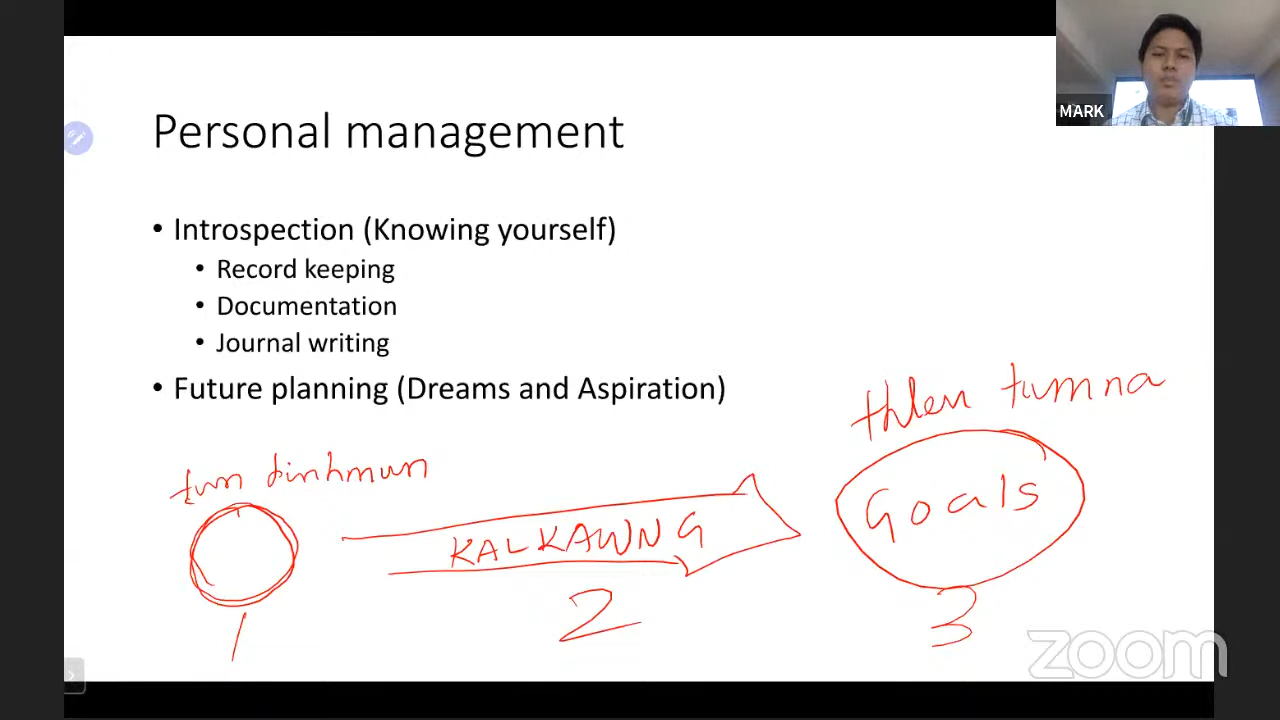 MARK
Personal management
• Introspection (Knowing yourself)
• Record keeping
• Documentation
• Journal writing
• Future planning (Dreams and Aspiration)
thlen tumna
tun dinhmun
Goals
KALKAWNG
1
2
3
zoom